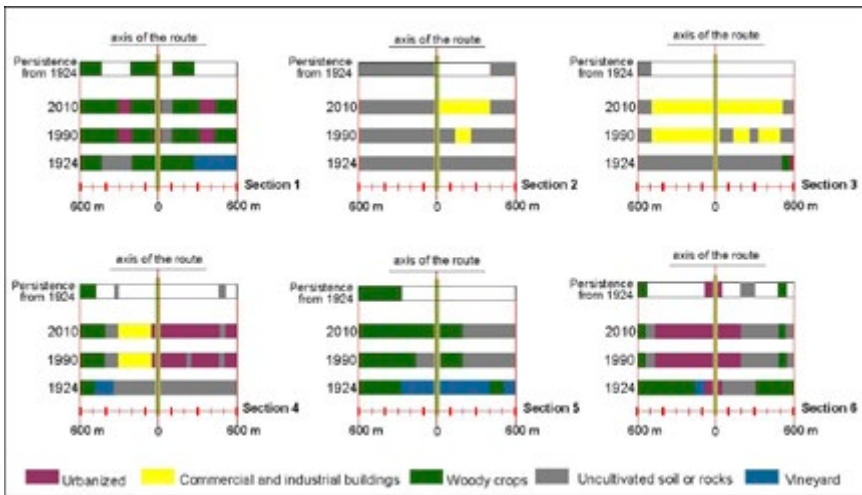 axis of the route
axis of the route
axis of the route
Persistence
from 1924
Persistence
from 1924
Persistence
from 1924
2010
2010
2010
1990
1990
1990
1924
1924
1924
Section 1
Section 2
Section 3
600 m
0
600 m
600 m
0
600 m
600 m
0
600 m
axis of the route
axis of the route
axis of the route
Persistence
from 1924
Persistence
from 1924
Persistence
from 1924
2010
2010
2010
1990
1990
1990
1924
1924
1924
Section 4
Section 5
Section 6
600 m
0
600 m
600 m
0
600 m
600 m
0
600 m
Urbanized
Commercial and industrial buildings
Woody crops
Uncultivated soil or rocks
Vineyard